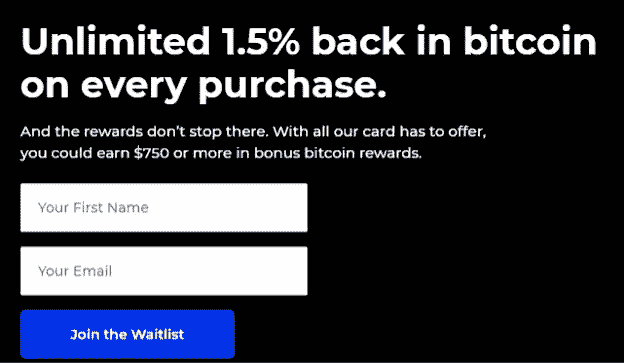 Unlimited 1.5% back in bitcoin
on every purchase.
And the rewards don't stop there. With all our card has to offer,
you could earn $750 or more in bonus bitcoin rewards.
Your First Name
Your Email
Join the Waitlist